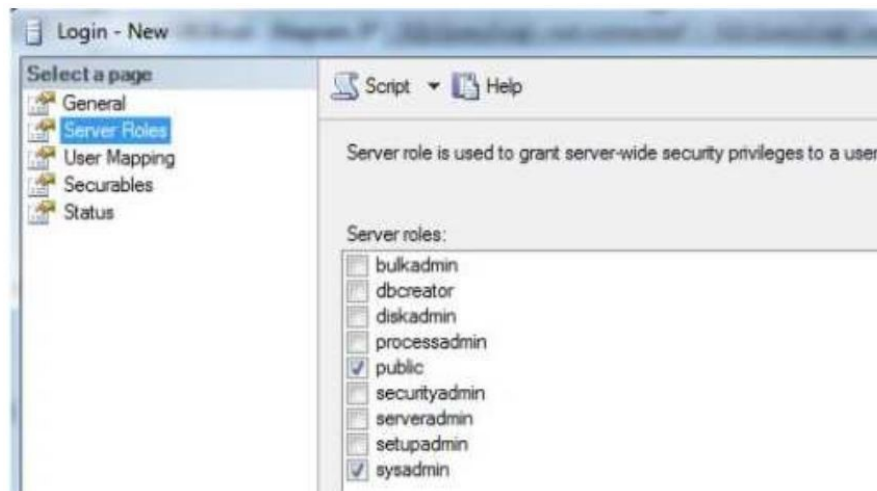 Login - New
Select a page
General
Server Roles
User Mapping
Securables
Status
Script Help
Server role is used to grant server-wide security privileges to a user
Server roles:
bulkadmin
dbcreator
diskadmin
processadmin
public
securityadmin
serveradmin
setupadmin
sysadmin